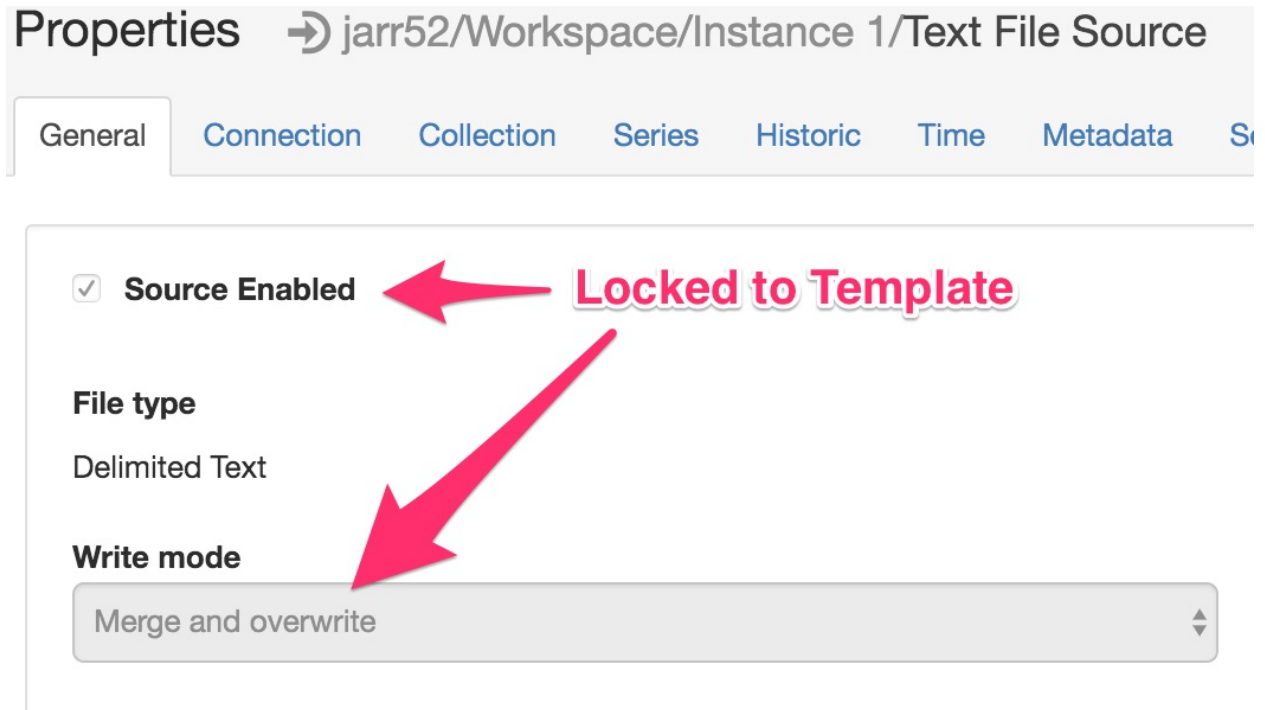 Properties jarr52/Workspace/Instance 1/Text File Source
General Connection Collection Series Historic Time Metadata
Source Enabled
Locked to Template
File type
Delimited Text
Write mode
Merge and overwrite